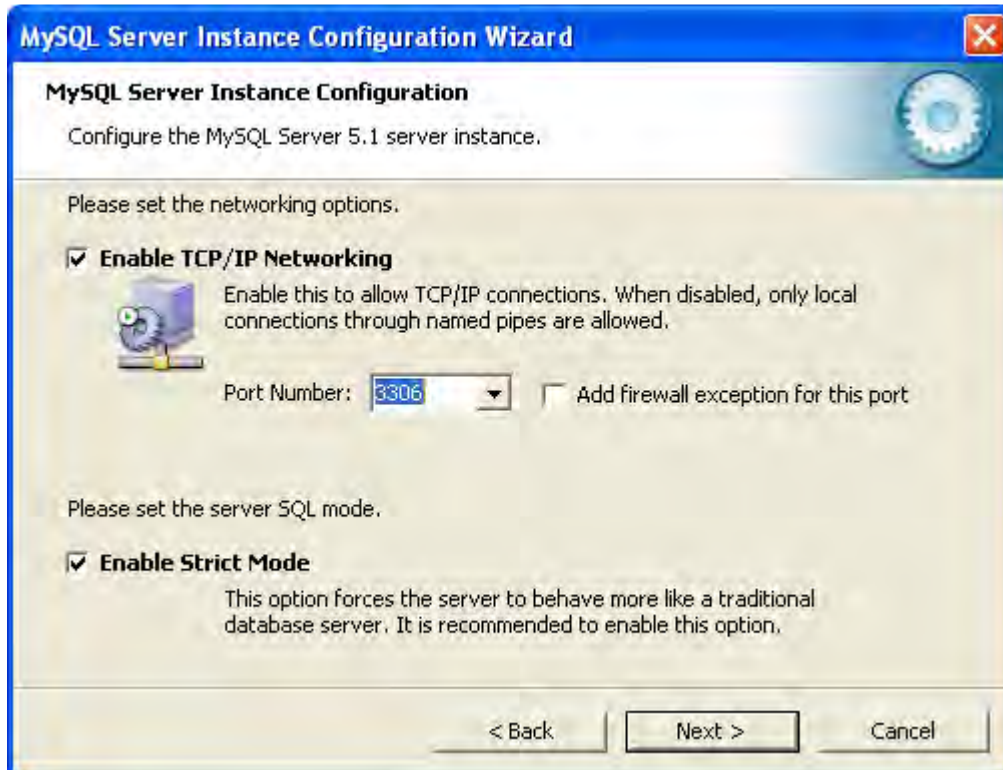 MySQL Server Instance Configuration Wizard
MySQL Server Instance Configuration
Configure the MySQL Server 5.1 server instance.
Please set the networking options.
Enable TCP/IP Networking
Enable this to allow TCP/IP connections. When disabled, only local
connections through named pipes are allowed.
Port Number: 3306 Add firewall exception for this port
Please set the server SQL mode.
Enable Strict Mode
This option forces the server to behave more like a traditional
database server. It is recommended to enable this option.
< Back Next > Cancel